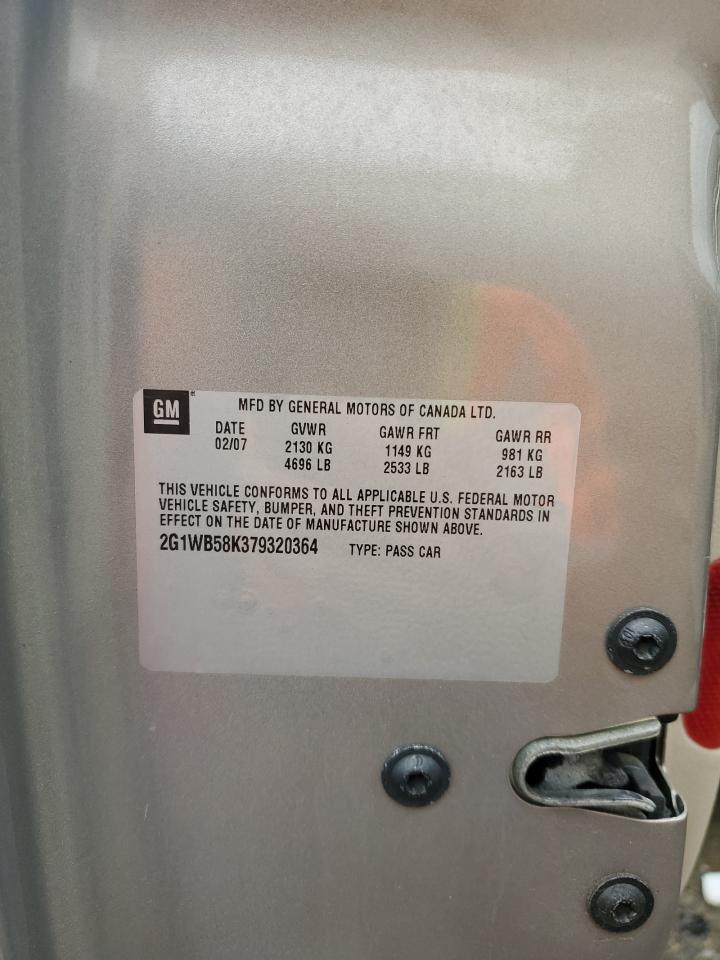 GM
MFD BY GENERAL MOTORS OF CANADA LTD.
DATE GVWR GAWR FRT GAWR RR
02/07 2130 KG 1149 KG 981 KG
4696 LB 2533 LB 2163 LB
THIS VEHICLE CONFORMS TO ALL APPLICABLE U.S. FEDERAL MOTOR
VEHICLE SAFETY, BUMPER, AND THEFT PREVENTION STANDARDS IN
EFFECT ON THE DATE OF MANUFACTURE SHOWN ABOVE.
2G1WB58K379320364 TYPE: PASS CAR